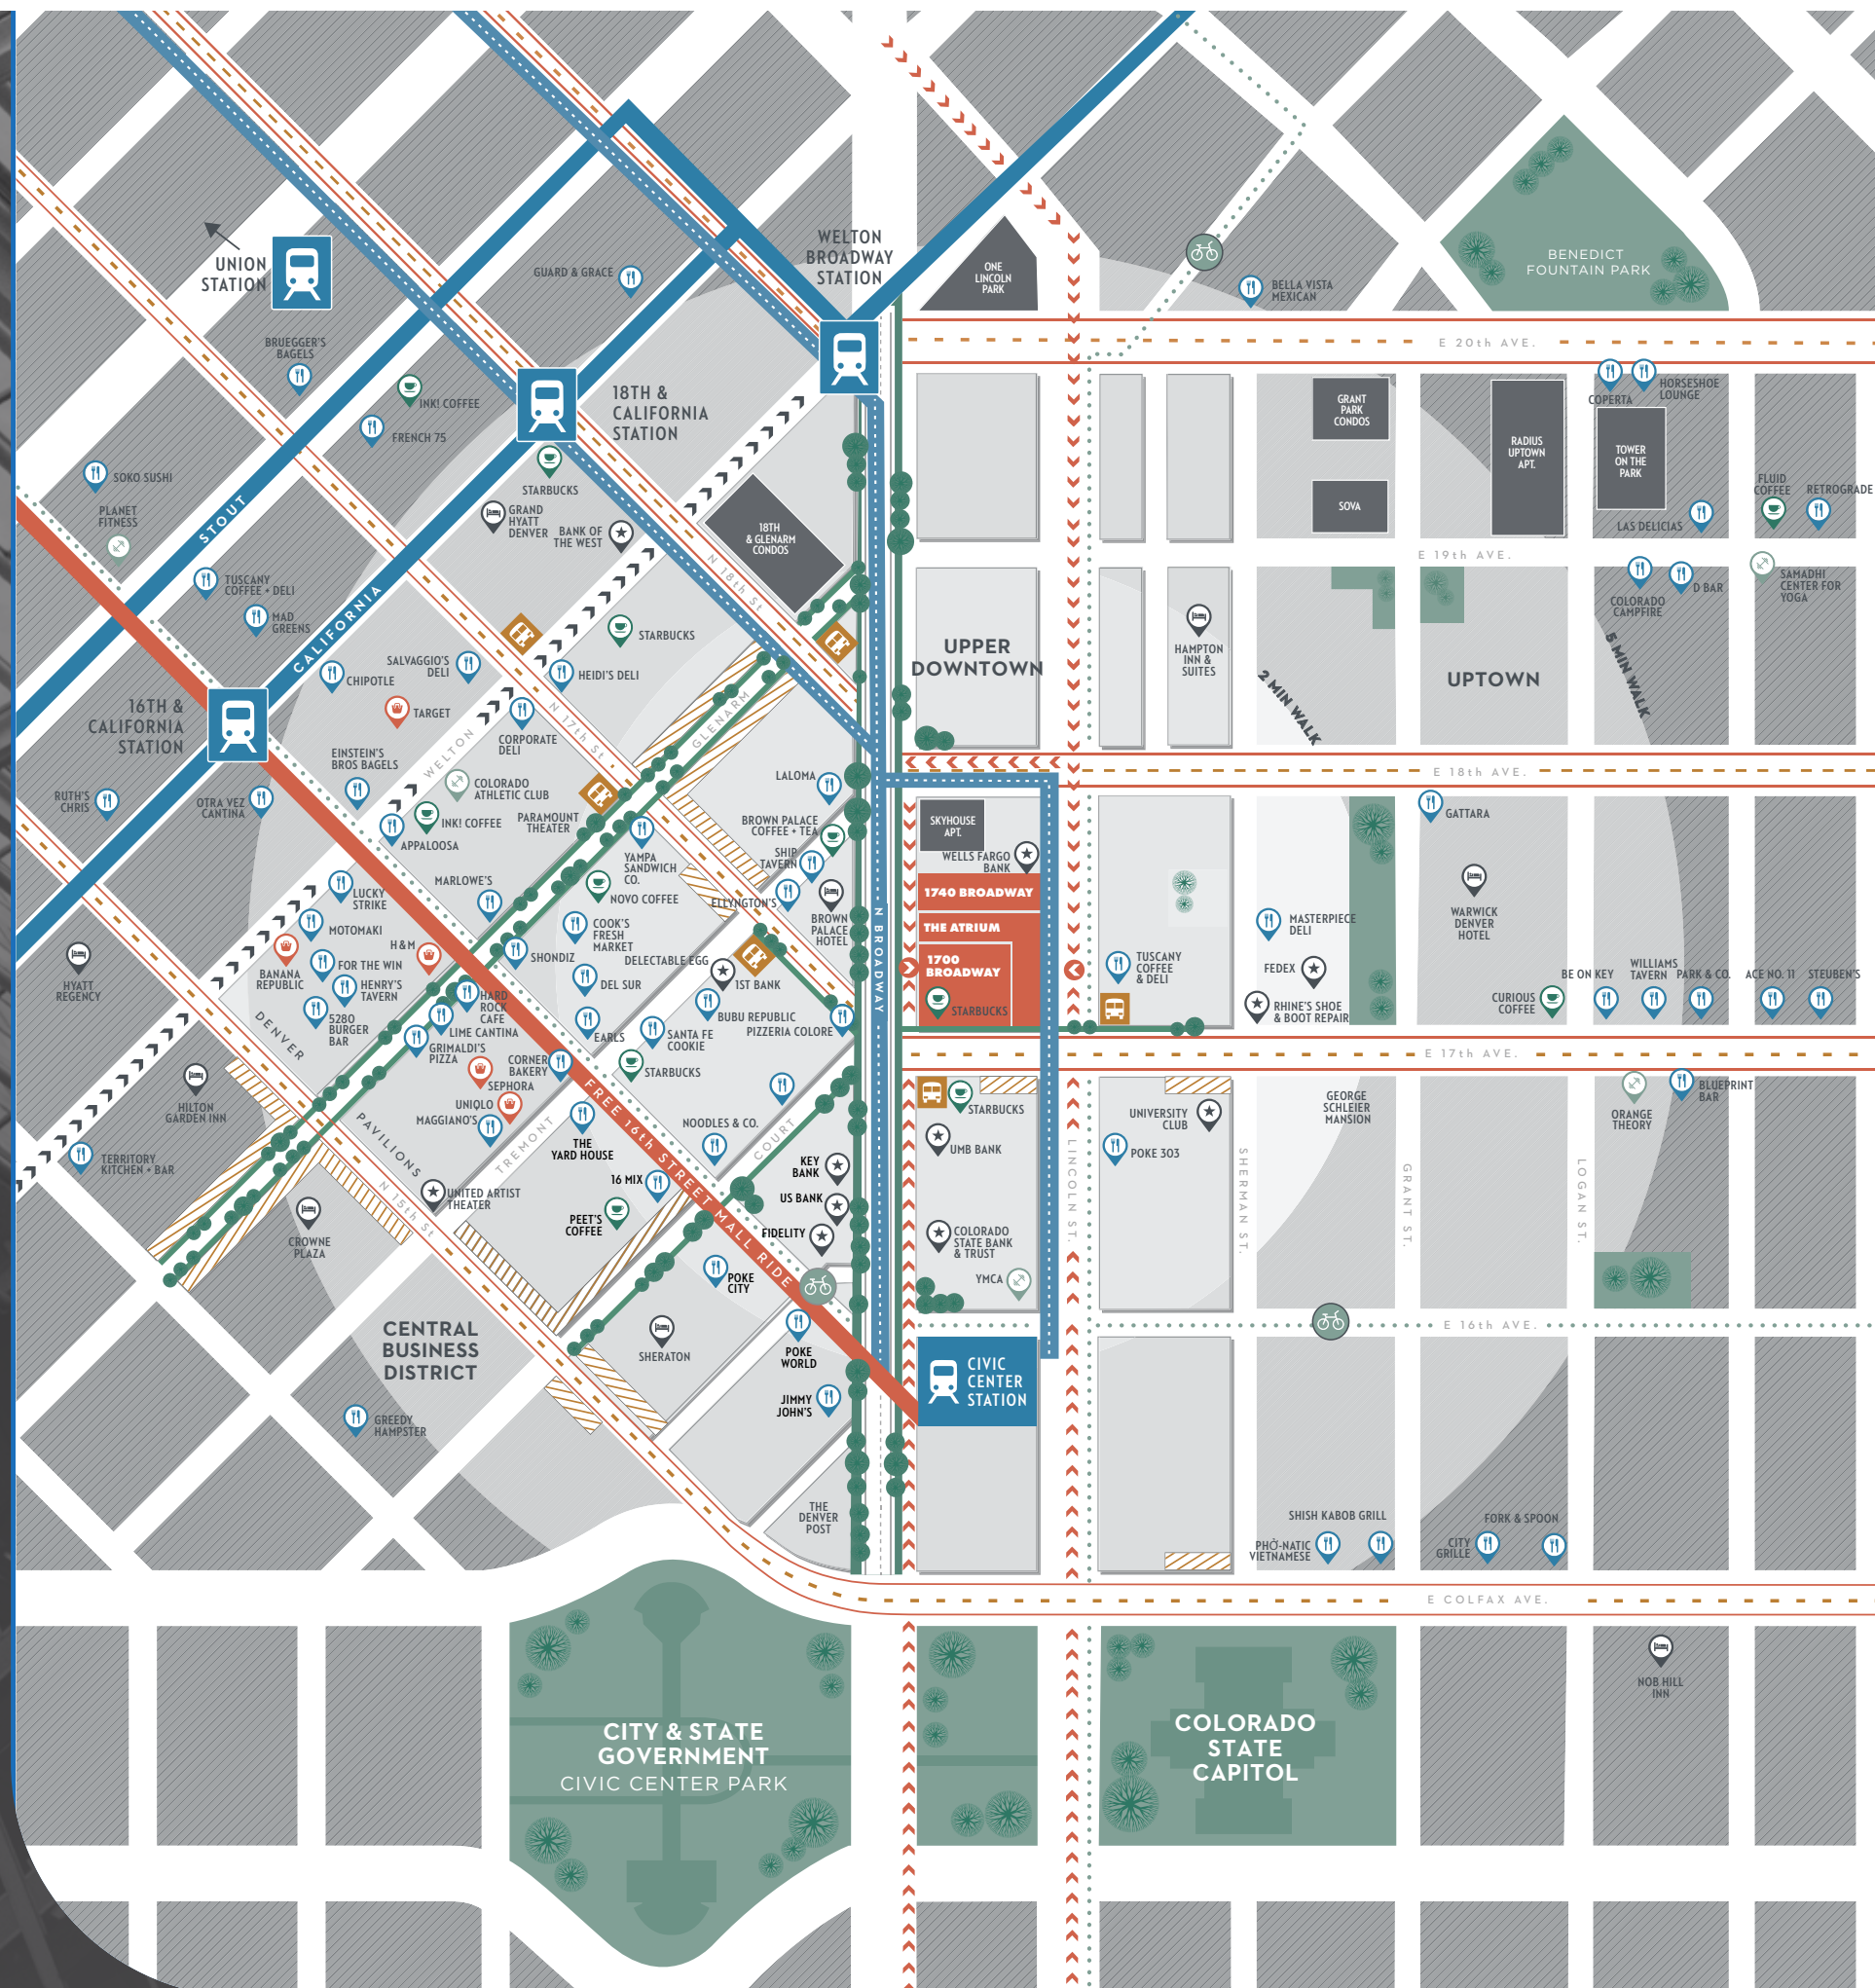 WELTON
BROADWAY
STATION
ONE
LINCOLN
PARK
BENEDICT
FOUNTAIN PARK
BELLA VISTA
MEXICAN
UNION
STATION
GUARD & GRACE
E 20th AVE.
BRUEGGER'S
BAGELS
INK! COFFEE
FRENCH 75
18TH &
CALIFORNIA
STATION
GRANT
PARK
CONDOS
RADIUS
UPTOWN
APT.
COPERTA
HORSESHOE
LOUNGE
TOWER
ON THE
PARK
SOVA
LAS DELICIAS
FLUID
COFFEE
RETROGRADE
SOKO SUSHI
PLANET
FITNESS
STOUT
STARBUCKS
GRAND
HYATT
DENVER
BANK OF
THE WEST
18TH
& GLENARM
CONDOS
N 18th St
E 19th AVE.
TUSCANY
COFFEE • DELI
MAD
GREENS
CALIFORNIA
STARBUCKS
HEIDI'S DELI
SALVAGGIO'S
DELI
CHIPOTLE
TARGET
UPPER
DOWNTOWN
HAMPTON
INN &
SUITES
2 MIN WALK
UPTOWN
COLORADO
CAMPFIRE
D BAR
SAMADHI
CENTER FOR
YOGA
5 MIN WALK
16TH &
CALIFORNIA
STATION
CORPORATE
DELI
N 17th St
GLENARM
WELTON
EINSTEIN'S
BROS BAGELS
COLORADO
ATHLETIC CLUB
INK! COFFEE
APPALOOSA
PARAMOUNT
THEATER
RUTH'S
CHRIS
OTRA VEZ
CANTINA
LALOMA
E 18th AVE.
BROWN PALACE
COFFEE • TEA
SHIP
TAVERN
ELLYNGTON'S
BROWN
PALACE
HOTEL
SKYHOUSE
APT.
WELLS FARGO
BANK
1740 BROADWAY
THE ATRIUM
1700
BROADWAY
STARBUCKS
GATTARA
WARWICK
DENVER
HOTEL
MASTERPIECE
DELI
FEDEX
RHINE'S SHOE
& BOOT REPAIR
TUSCANY
COFFEE
& DELI
CURIOUS
COFFEE
BE ON KEY
WILLIAMS
TAVERN
PARK & CO.
ACE NO. 11
STEUBEN'S
YAMPA
SANDWICH
CO.
NOVO COFFEE
MARLOWE'S
LUCKY
STRIKE
MOTOMAKI
H&M
BANANA
REPUBLIC
FOR THE WIN
HENRY'S
TAVERN
5280
BURGER
BAR
HYATT
REGENCY
COOK'S
FRESH
MARKET
SHONDIZ
DELECTABLE EGG
1ST BANK
DEL SUR
BUBU REPUBLIC
PIZZERIA COLORE
N BROADWAY
HARD
ROCK
CAFE
LIME CANTINA
GRIMALDI'S
PIZZA
EARLS
SANTA FE
COOKIE
CORNER
BAKERY
STARBUCKS
SEPHORA
UNIQLO
MAGGIANO'S
DENVER
PAVILIONS
HILTON
GARDEN INN
TERRITORY
KITCHEN • BAR
E 17th AVE.
STARBUCKS
UMB BANK
UNIVERSITY
CLUB
POKE 303
GEORGE
SCHLEIER
MANSION
ORANGE
THEORY
BLUEPRINT
BAR
FREE 16th STREET MALL RIDE
TREMONT
THE
YARD HOUSE
NOODLES & CO.
COURT
KEY
BANK
US BANK
FIDELITY
16 MIX
PEET'S
COFFEE
UNITED ARTIST
THEATER
N 15th St
CROWNE
PLAZA
POKE
CITY
COLORADO
STATE BANK
& TRUST
YMCA
LINCOLN ST.
SHERMAN ST.
GRANT ST.
LOGAN ST.
E 16th AVE.
CENTRAL
BUSINESS
DISTRICT
SHERATON
POKE
WORLD
JIMMY
JOHN'S
CIVIC
CENTER
STATION
GREEDY
HAMPSTER
THE
DENVER
POST
SHISH KABOB GRILL
PHỞ-NATIC
VIETNAMESE
FORK & SPOON
CITY
GRILLE
E COLFAX AVE.
NOB HILL
INN
CITY & STATE
GOVERNMENT
CIVIC CENTER PARK
COLORADO
STATE
CAPITOL